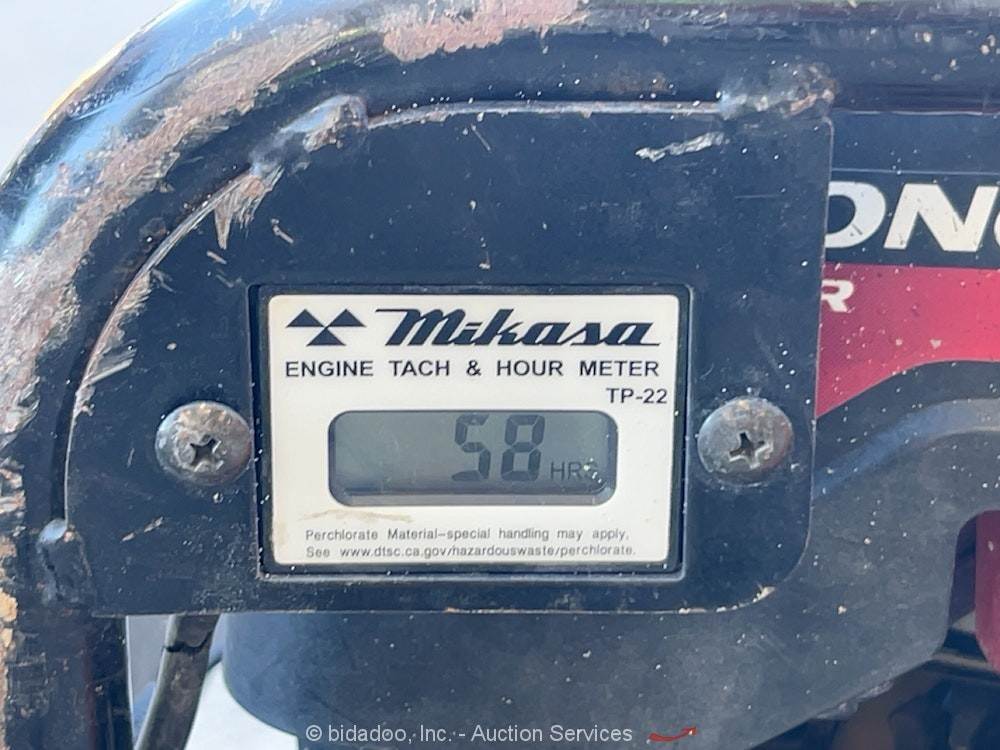 Mikasa
ENGINE TACH & HOUR METER
TP-22
58 HRS
Perchlorate Material-special handling may apply.
See www.dtsc.ca.gov/hazardouswaste/perchlorate.
© bidadoo, Inc. - Auction Services